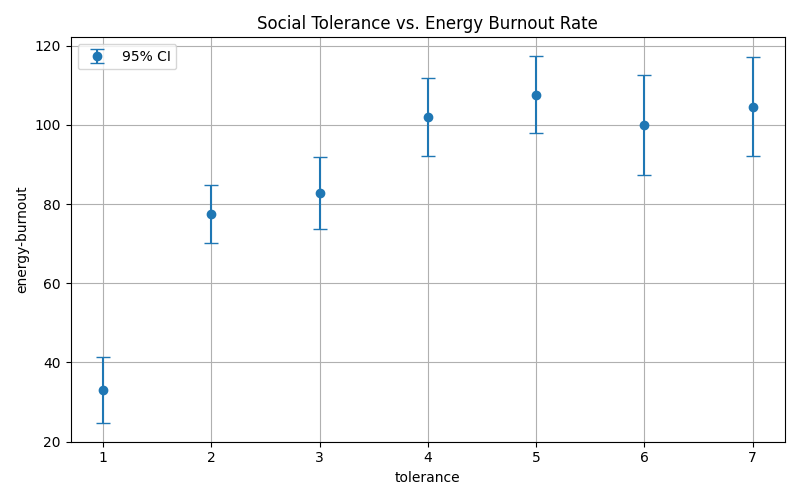 Social Tolerance vs. Energy Burnout Rate
95% CI
120
100
80
60
40
20
energy-burnout
1 2 3 4 5 6 7
tolerance